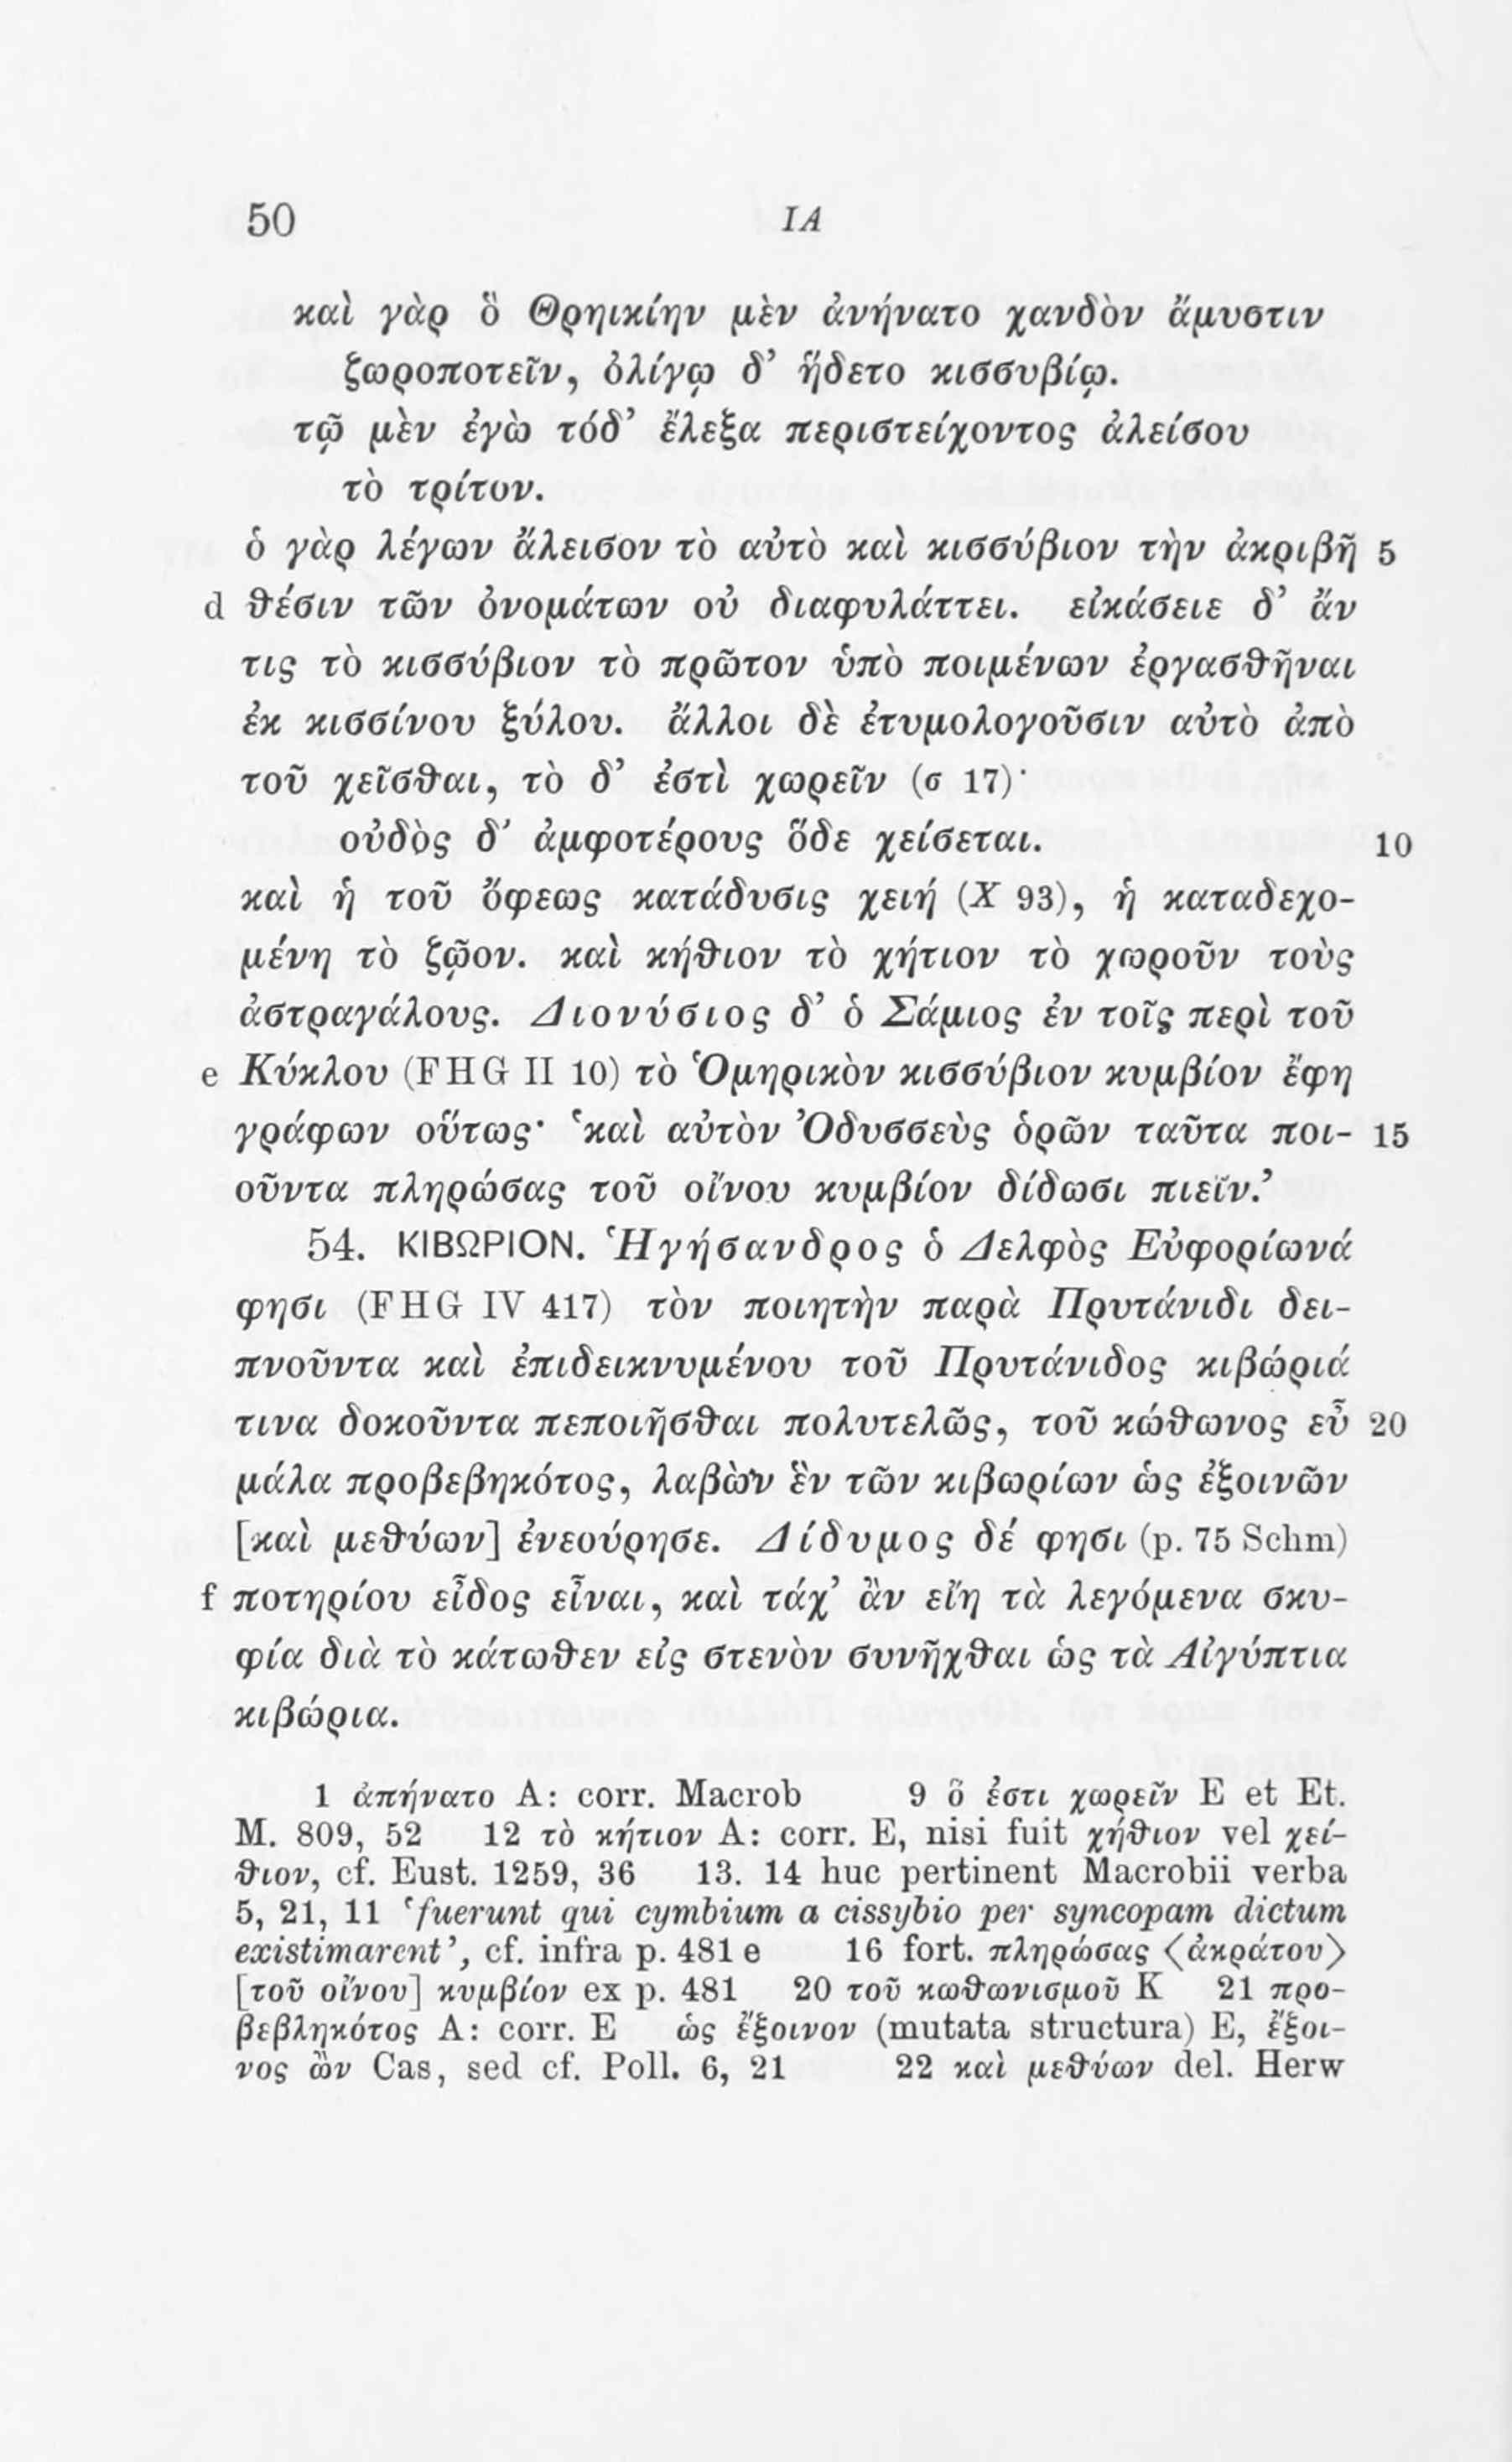 50 ΙΑ
καὶ γὰρ ὃ Θρηικίην μὲν ἀνήνατο χανδὸν ἄμυστιν
ζωροποτεῖν, ὀλίγῳ δ’ ἥδετο κισσυβίῳ.
τῷ μὲν ἐγὼ τόδ’ ἔλεξα περιστείχοντος ἀλείσου
τὸ τρίτον.
ὁ γὰρ λέγων ἄλεισον τὸ αὐτὸ καὶ κισσύβιον τὴν ἀκριβῆ 5
d θέσιν τῶν ὀνομάτων οὐ διαφυλάττει. εἰκάσειε δ’ ἄν
τις τὸ κισσύβιον τὸ πρῶτον ὑπὸ ποιμένων ἐργασθῆναι
ἐκ κισσίνου ξύλου. ἄλλοι δὲ ἐτυμολογοῦσιν αὐτὸ ἀπὸ
τοῦ χεῖσθαι, τὸ δ’ ἐστὶ χωρεῖν (σ 17)·
οὐδὸς δ’ ἀμφοτέρους ὅδε χείσεται. 10
καὶ ἡ τοῦ ὄφεως κατάδυσις χειή (Χ 93), ἡ καταδεχο-
μένη τὸ ζῷον. καὶ κήθιον τὸ χήτιον τὸ χωροῦν τοὺς
ἀστραγάλους. Διονύσιος δ’ ὁ Σάμιος ἐν τοῖς περὶ τοῦ
e Κύκλου (FHG II 10) τὸ Ὁμηρικὸν κισσύβιον κυμβίον ἔφη
γράφων οὕτως· ‘καὶ αὐτὸν Ὀδυσσεὺς ὁρῶν ταῦτα ποι- 15
οῦντα πληρώσας τοῦ οἴνου κυμβίον δίδωσι πιεῖν.’
54. ΚΙΒΩΡΙΟΝ. Ἡγήσανδρος ὁ Δελφὸς Εὐφορίωνά
φησι (FHG IV 417) τὸν ποιητὴν παρὰ Πρυτάνιδι δει-
πνοῦντα καὶ ἐπιδεικνυμένου τοῦ Πρυτάνιδος κιβώριά
τινα δοκοῦντα πεποιῆσθαι πολυτελῶς, τοῦ κώθωνος εὖ 20
μάλα προβεβηκότος, λαβὼν ἓν τῶν κιβωρίων ὡς ἐξοινῶν
[καὶ μεθύων] ἐνεούρησε. Δίδυμος δέ φησι (p. 75 Schm)
f ποτηρίου εἶδος εἶναι, καὶ τάχ’ ἂν εἴη τὰ λεγόμενα σκυ-
φία διὰ τὸ κάτωθεν εἰς στενὸν συνῆχθαι ὡς τὰ Αἰγύπτια
κιβώρια.
1 ἀπήνατο A: corr. Macrob 9 ὅ ἐστι χωρεῖν E et Et.
M. 809, 52 12 τὸ κήτιον A: corr. E, nisi fuit χήθιον vel χεί-
θιον, cf. Eust. 1259, 36 13. 14 huc pertinent Macrobii verba
5, 21, 11 ‘fuerunt qui cymbium a cissybio per syncopam dictum
existimarent’, cf. infra p. 481 e 16 fort. πληρώσας ⟨ἀκράτου⟩
[τοῦ οἴνου] κυμβίον ex p. 481 20 τοῦ κωθωνισμοῦ K 21 προ-
βεβληκότος A: corr. E ὡς ἔξοινον (mutata structura) E, ἔξοι-
νος ὢν Cas, sed cf. Poll. 6, 21 22 καὶ μεθύων del. Herw